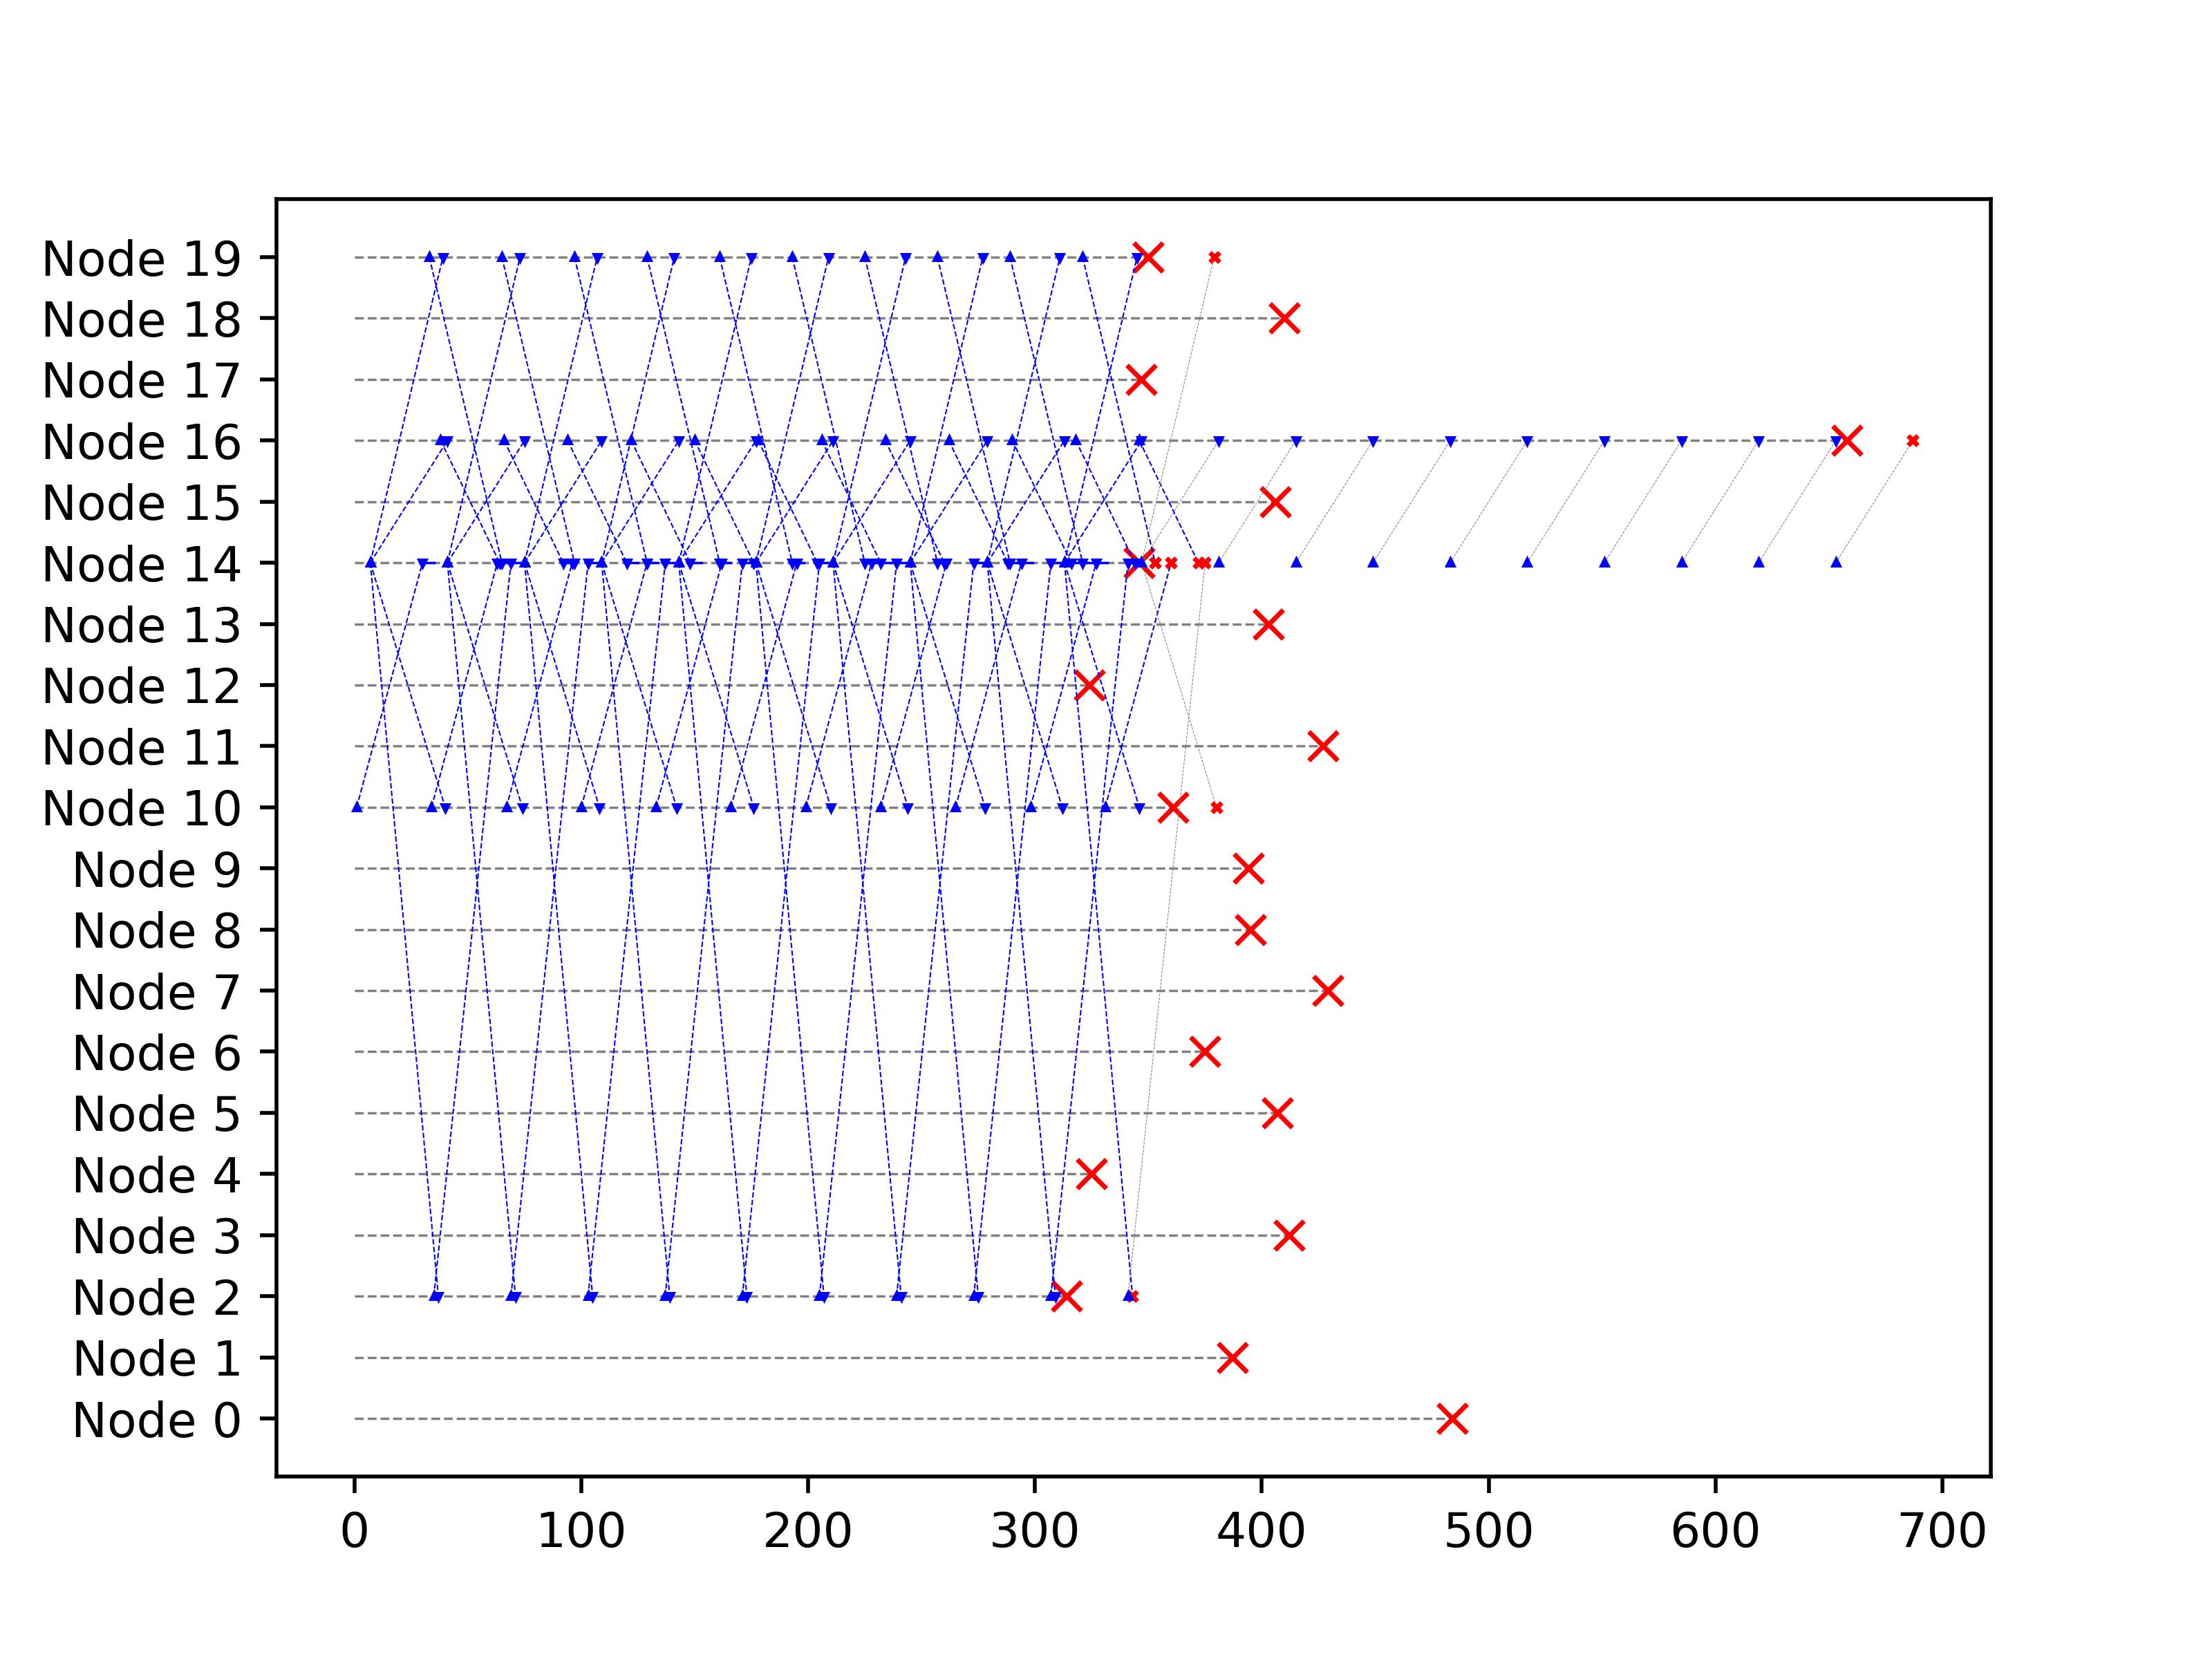 Node 19
Node 18
Node 17
Node 16
Node 15
Node 14
Node 13
Node 12
Node 11
Node 10
Node 9
Node 8
Node 7
Node 6
Node 5
Node 4
Node 3
Node 2
Node 1
Node 0
0 100 200 300 400 500 600 700